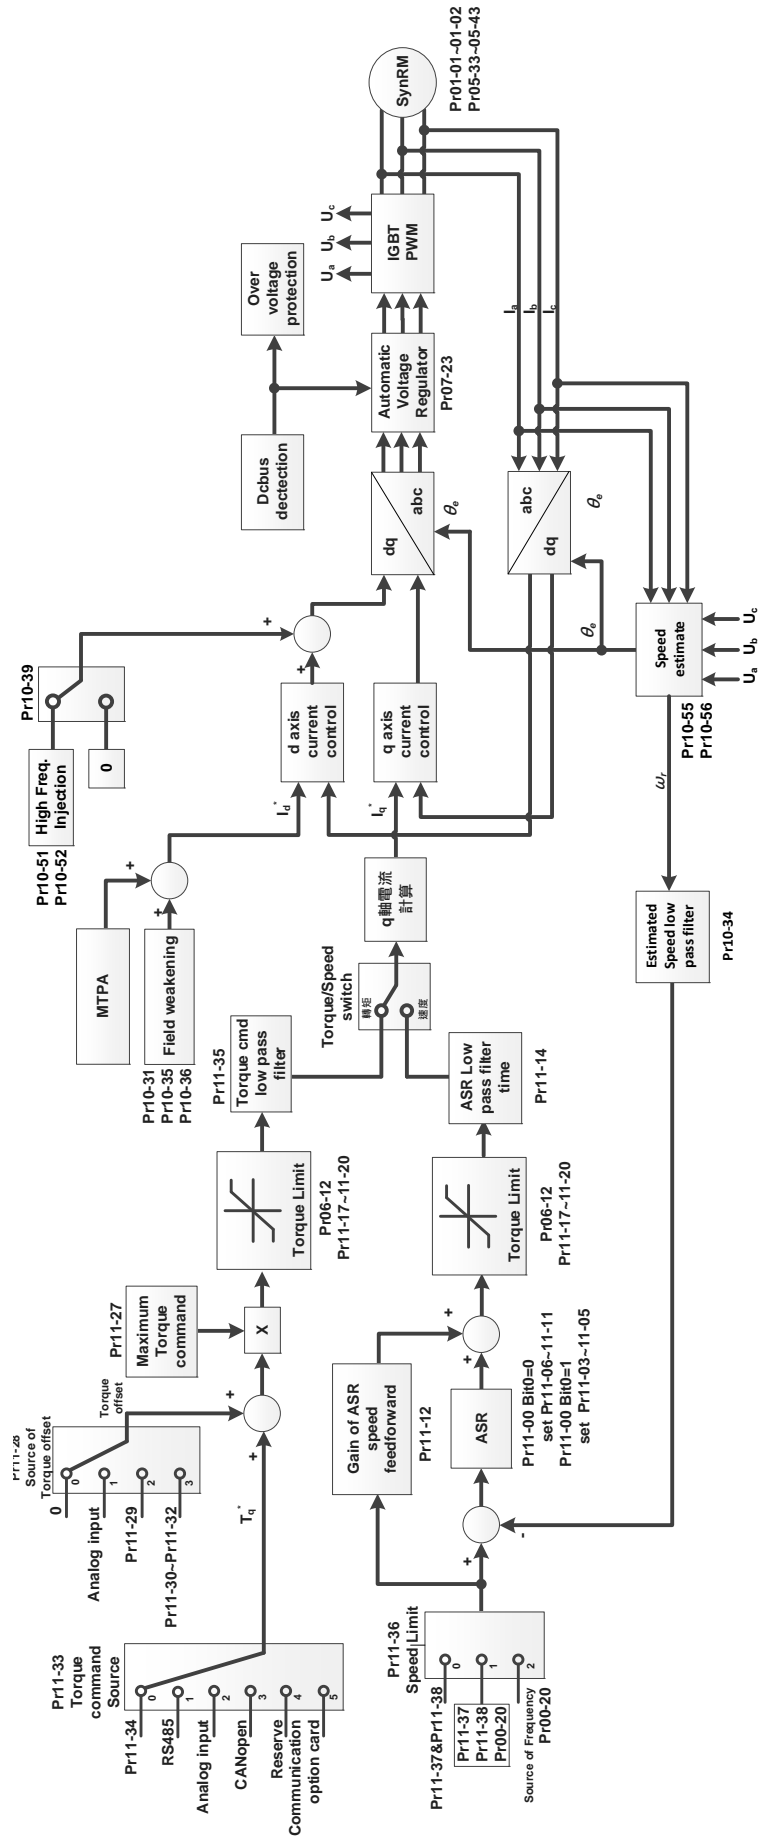 Pr11-33
Torque
command
Source
Pr11-34
0
RS485
1
Analog input
2
CANopen
3
Reserve
4
Communication
option card
5
Tq*
Pr11-28
Source of
Torque offset
0
0
Analog input
1
Pr11-29
2
Pr11-30~Pr11-32
3
Torque
offset
+
+
Pr11-27
Maximum
Torque
command
X
Torque Limit
Pr06-12
Pr11-17~11-20
Pr11-35
Torque cmd
low pass
filter
Pr11-36
Speed Limit
Pr11-37&Pr11-38
0
Pr11-37
Pr11-38
Pr00-20
1
Source of Frequency
Pr00-20
2
+
-
Gain of ASR
speed
feedforward
Pr11-12
ASR
Pr11-00 Bit0=0
set Pr11-06~11-11
Pr11-00 Bit0=1
set Pr11-03~11-05
+
+
Torque Limit
Pr06-12
Pr11-17~11-20
ASR Low
pass filter
time
Pr11-14
Torque/Speed
switch
轉矩
速度
q軸電流
計算
MTPA
Field weakening
Pr10-31
Pr10-35
Pr10-36
+
+
Id*
Iq*
High Freq.
Injection
Pr10-51
Pr10-52
0
Pr10-39
d axis
current
control
q axis
current
control
+
+
dq
abc
θe
Dcbus
dectection
Over
voltage
protection
Automatic
Voltage
Regulator
Pr07-23
IGBT
PWM
Ua
Ub
Uc
SynRM
Pr01-01~01-02
Pr05-33~05-43
Ia
Ib
Ic
abc
dq
θe
θe
Speed
estimate
Pr10-55
Pr10-56
Ua
Ub
Uc
ωr
Estimated
Speed low
pass filter
Pr10-34